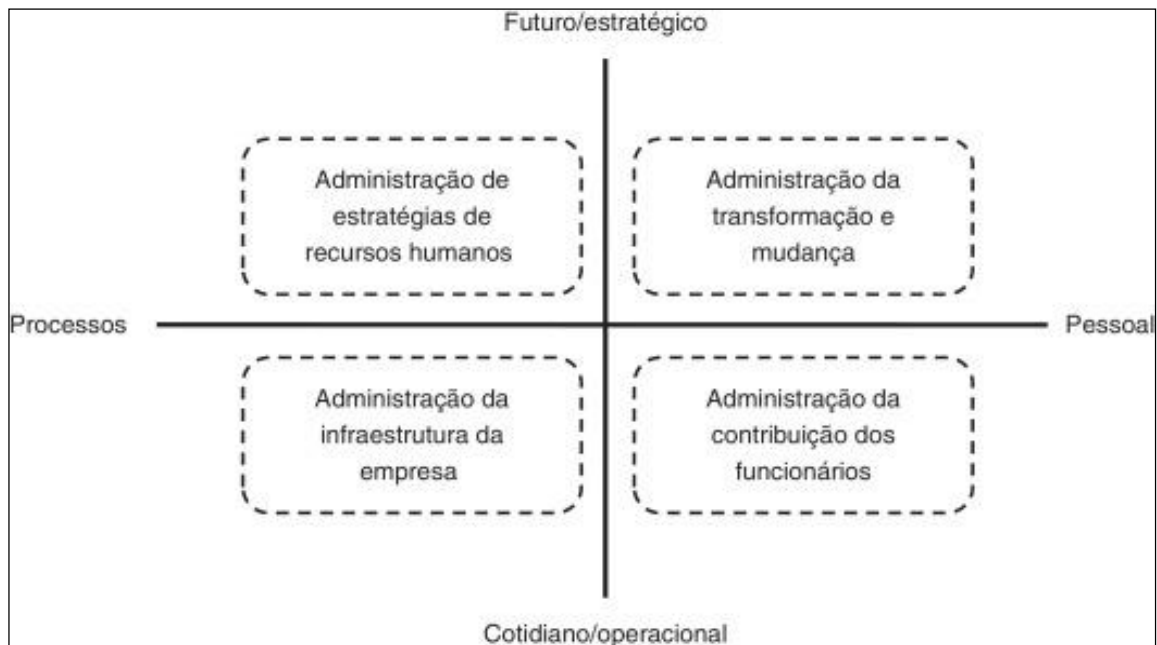 Futuro/estratégico
Administração de
estratégias de
recursos humanos
Administração da
transformação e
mudança
Processos
Pessoal
Administração da
infraestrutura da
empresa
Administração da
contribuição dos
funcionários
Cotidiano/operacional